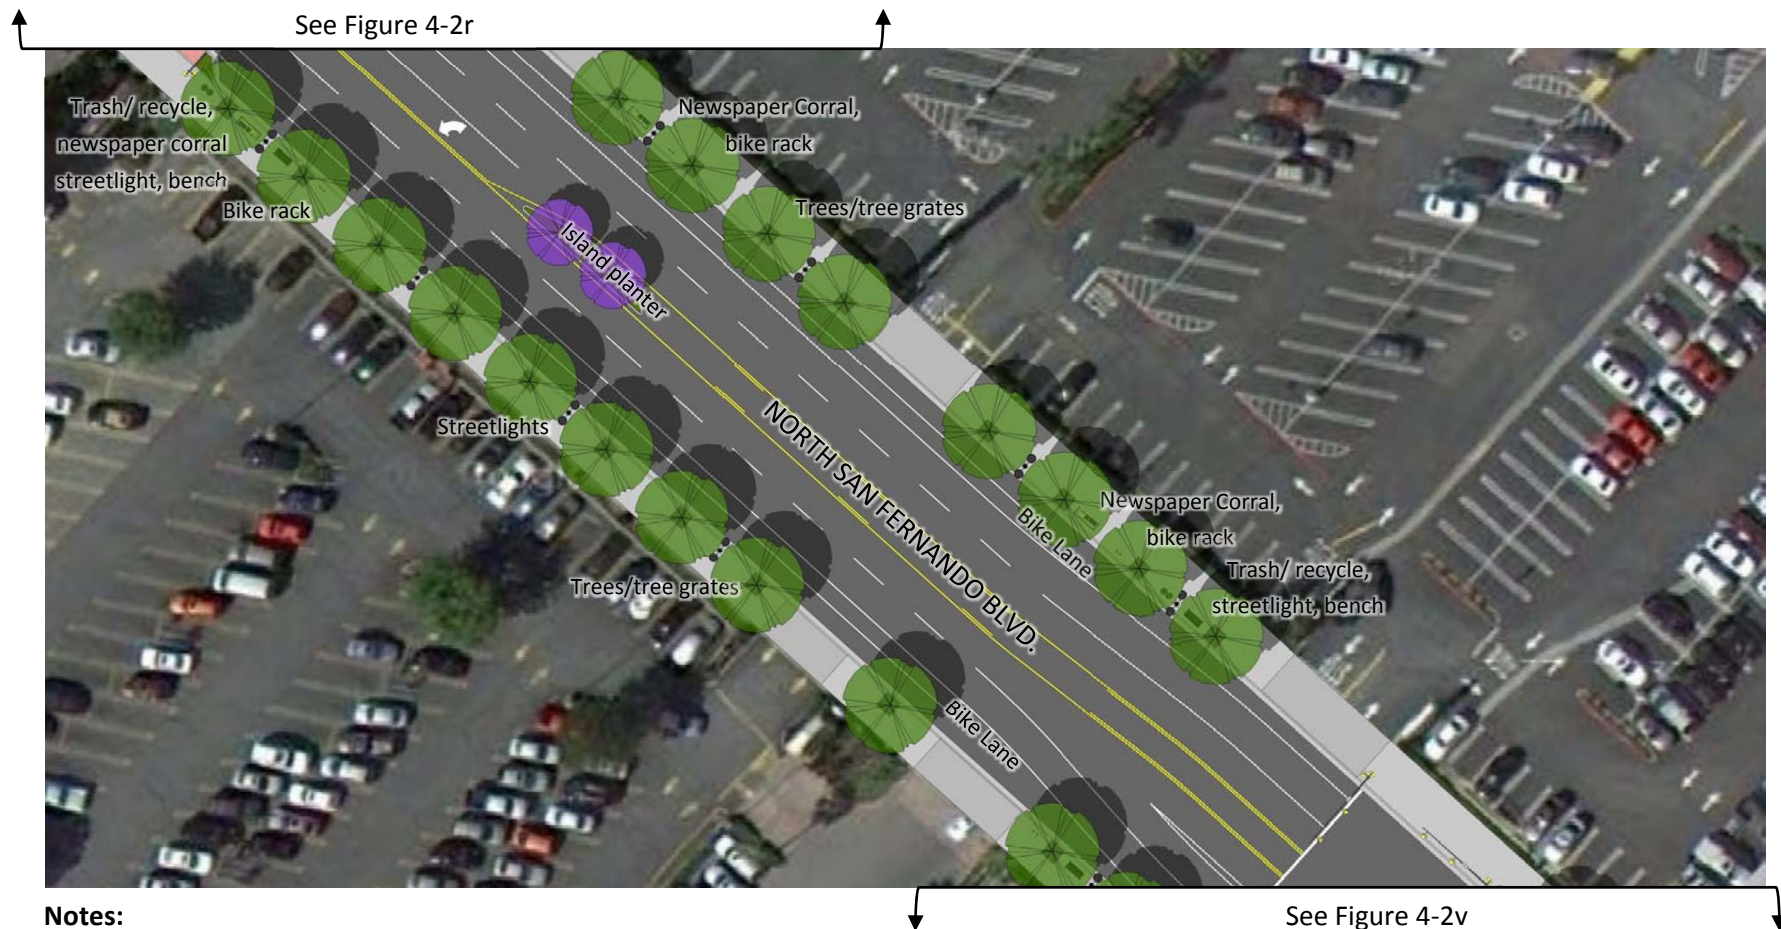 See Figure 4-2r
Trash/ recycle,
newspaper corral
streetlight, bench
Bike rack
Newspaper Corral,
bike rack
Trees/tree grates
Island planter
Streetlights
NORTH SAN FERNANDO BLVD.
Bike Lane
Newspaper Corral,
bike rack
Trash/ recycle,
streetlight, bench
Trees/tree grates
Bike Lane
Notes:
See Figure 4-2v